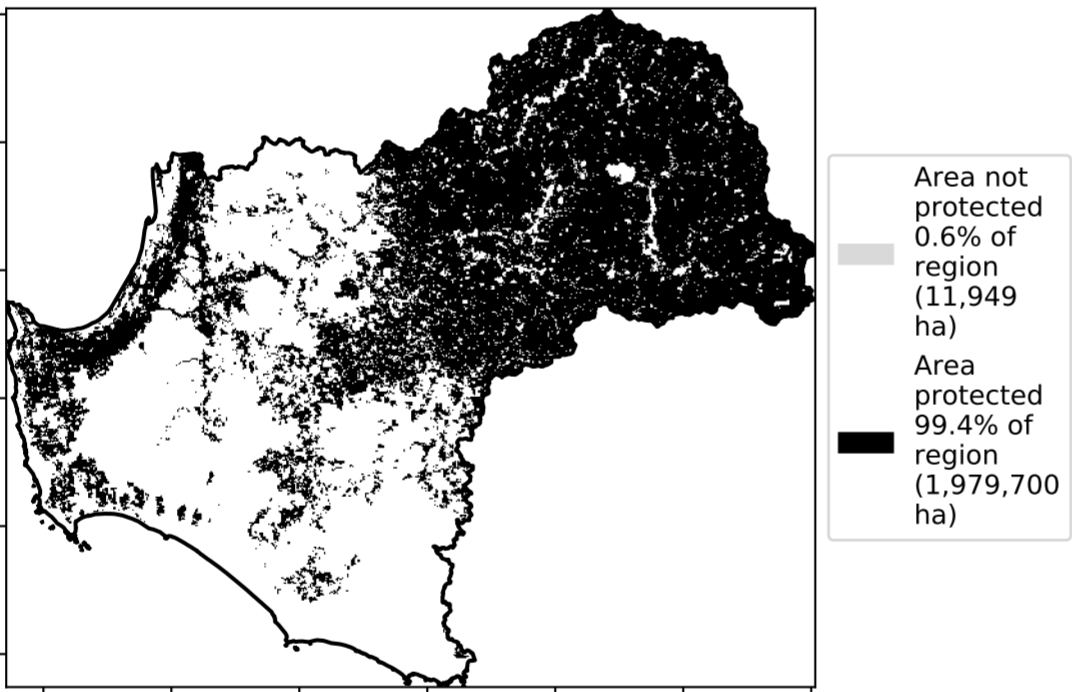 Area not
protected
0.6% of
region
(11,949
ha)
Area
protected
99.4% of
region
(1,979,700
ha)